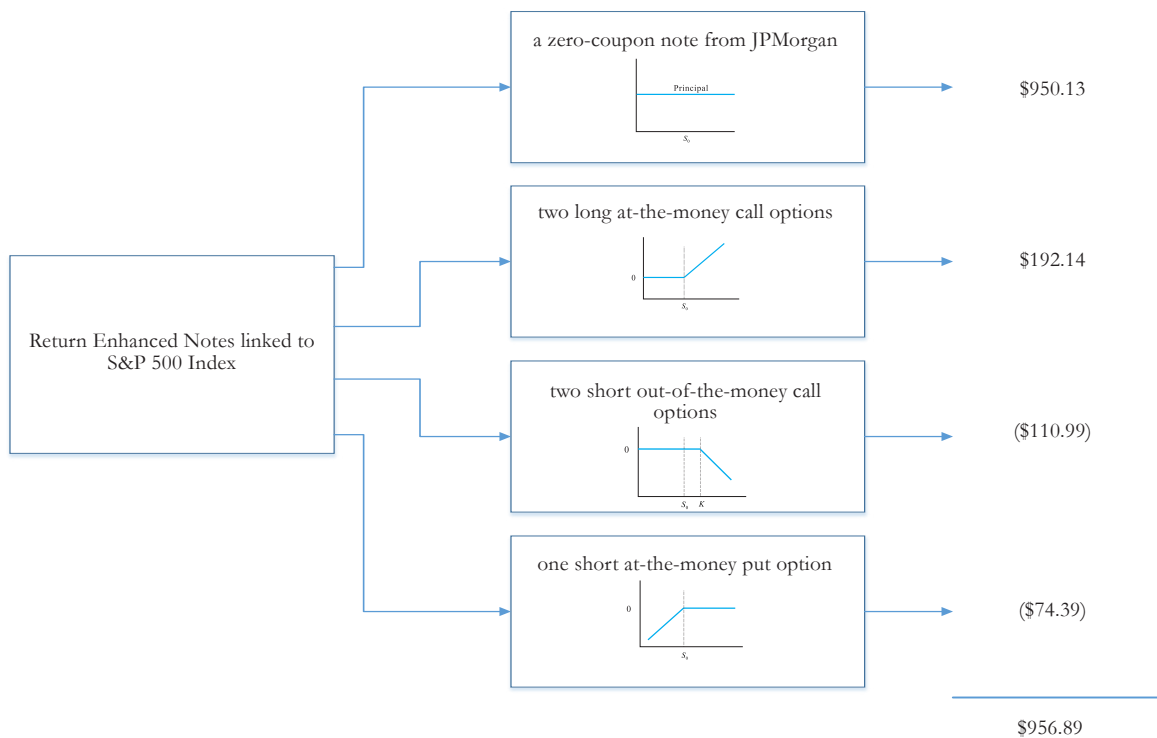 a zero-coupon note from JPMorgan
Principal
S₀
$950.13
two long at-the-money call options
0
S₀
$192.14
Return Enhanced Notes linked to
S&P 500 Index
two short out-of-the-money call
options
0
S₀ K
($110.99)
one short at-the-money put option
0
S₀
($74.39)
$956.89